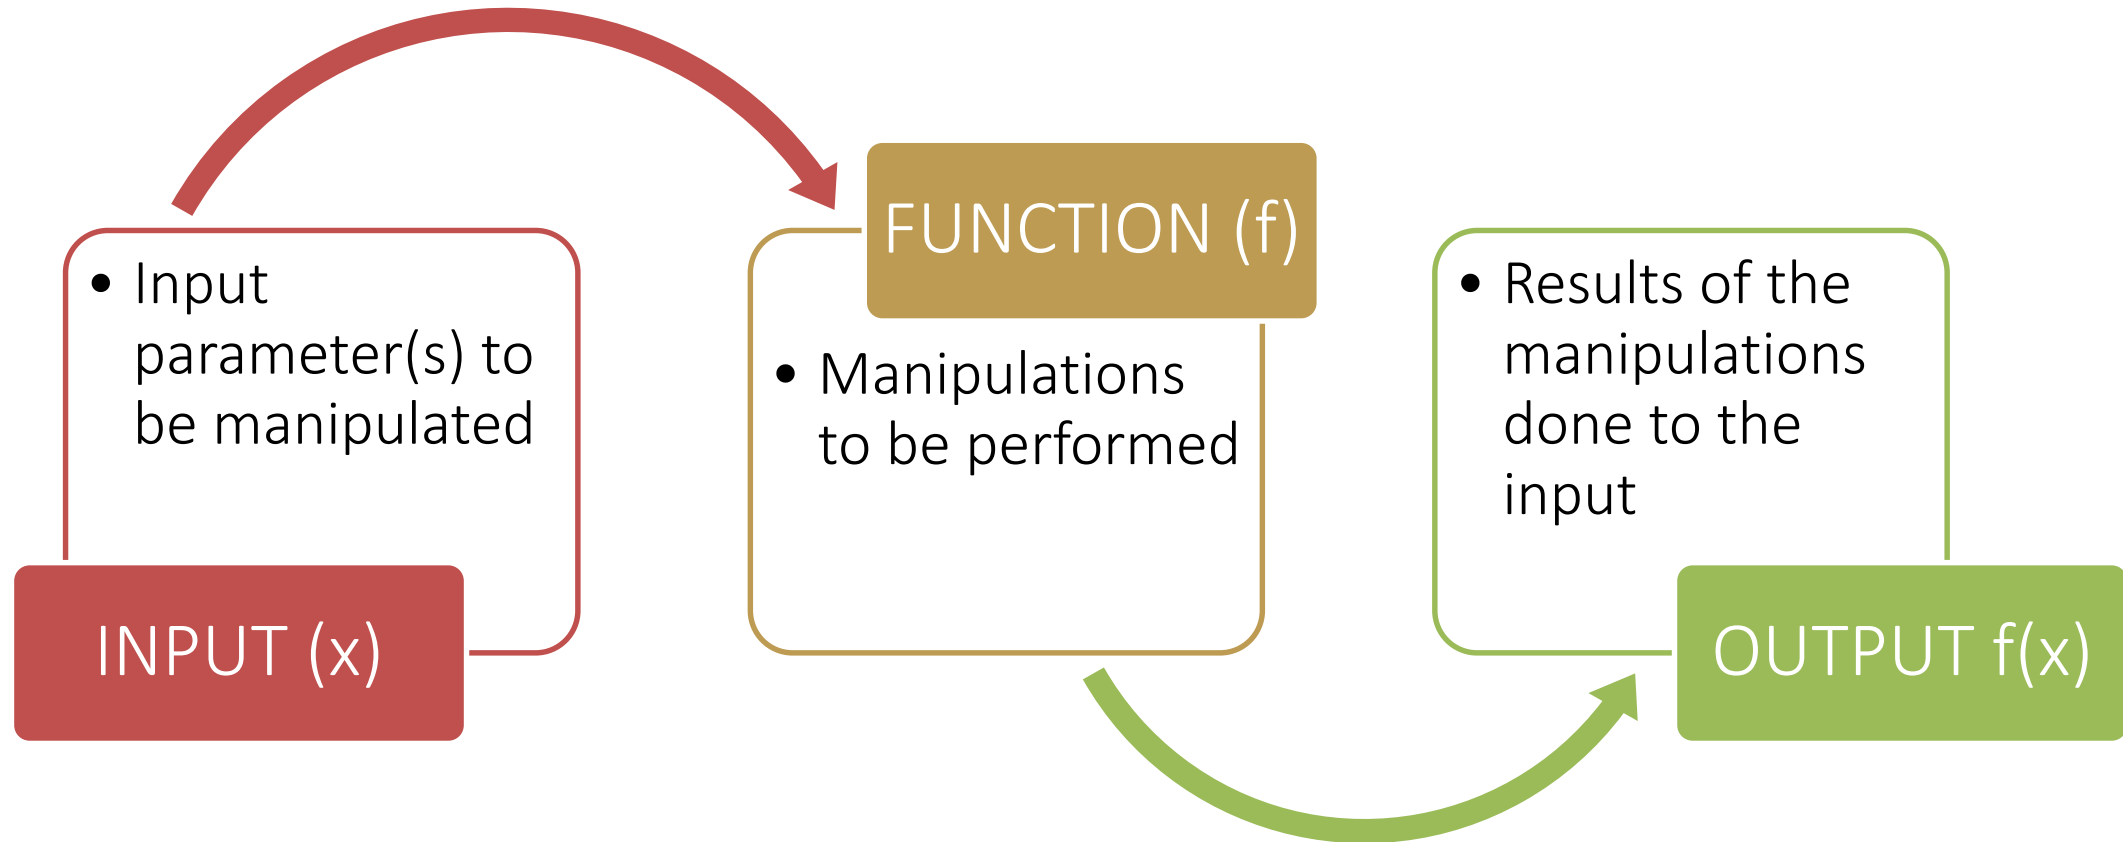 • Input
parameter(s) to
be manipulated
INPUT (x)
FUNCTION (f)
• Manipulations
to be performed
• Results of the
manipulations
done to the
input
OUTPUT f(x)